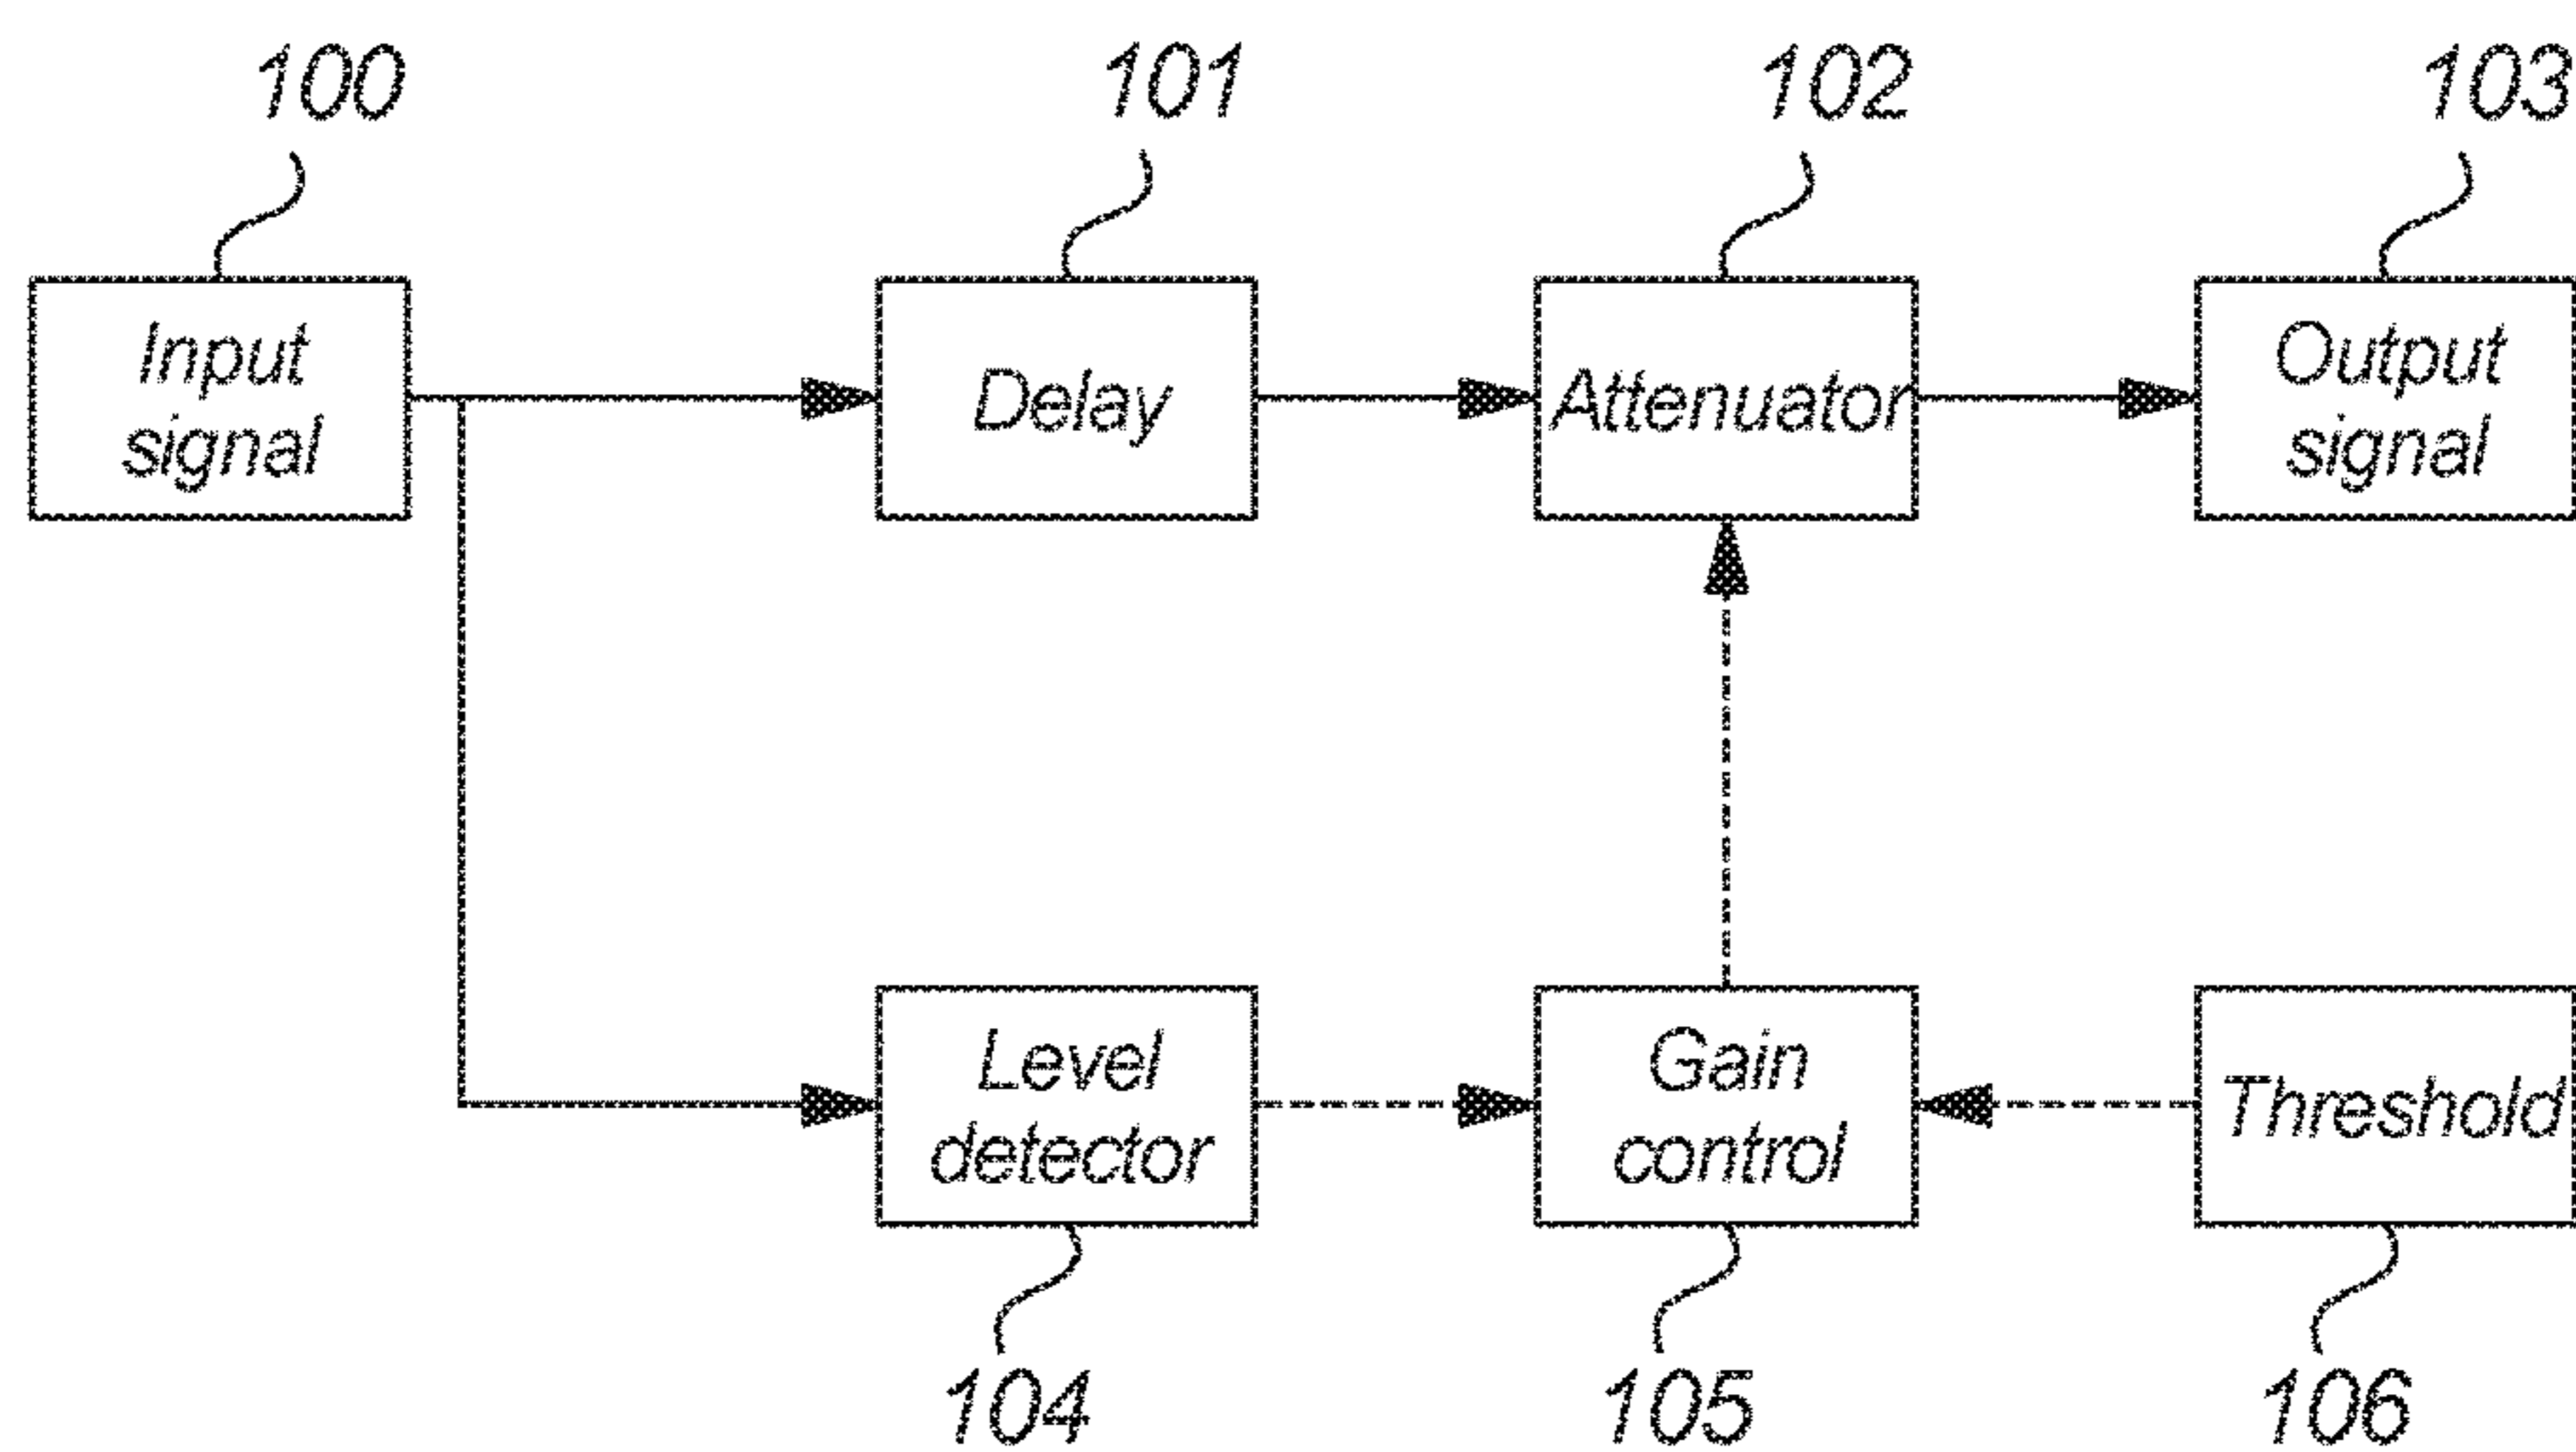 100
101
102
103
Input
signal
Delay
Attenuator
Output
signal
Level
detector
Gain
control
Threshold
104
105
106